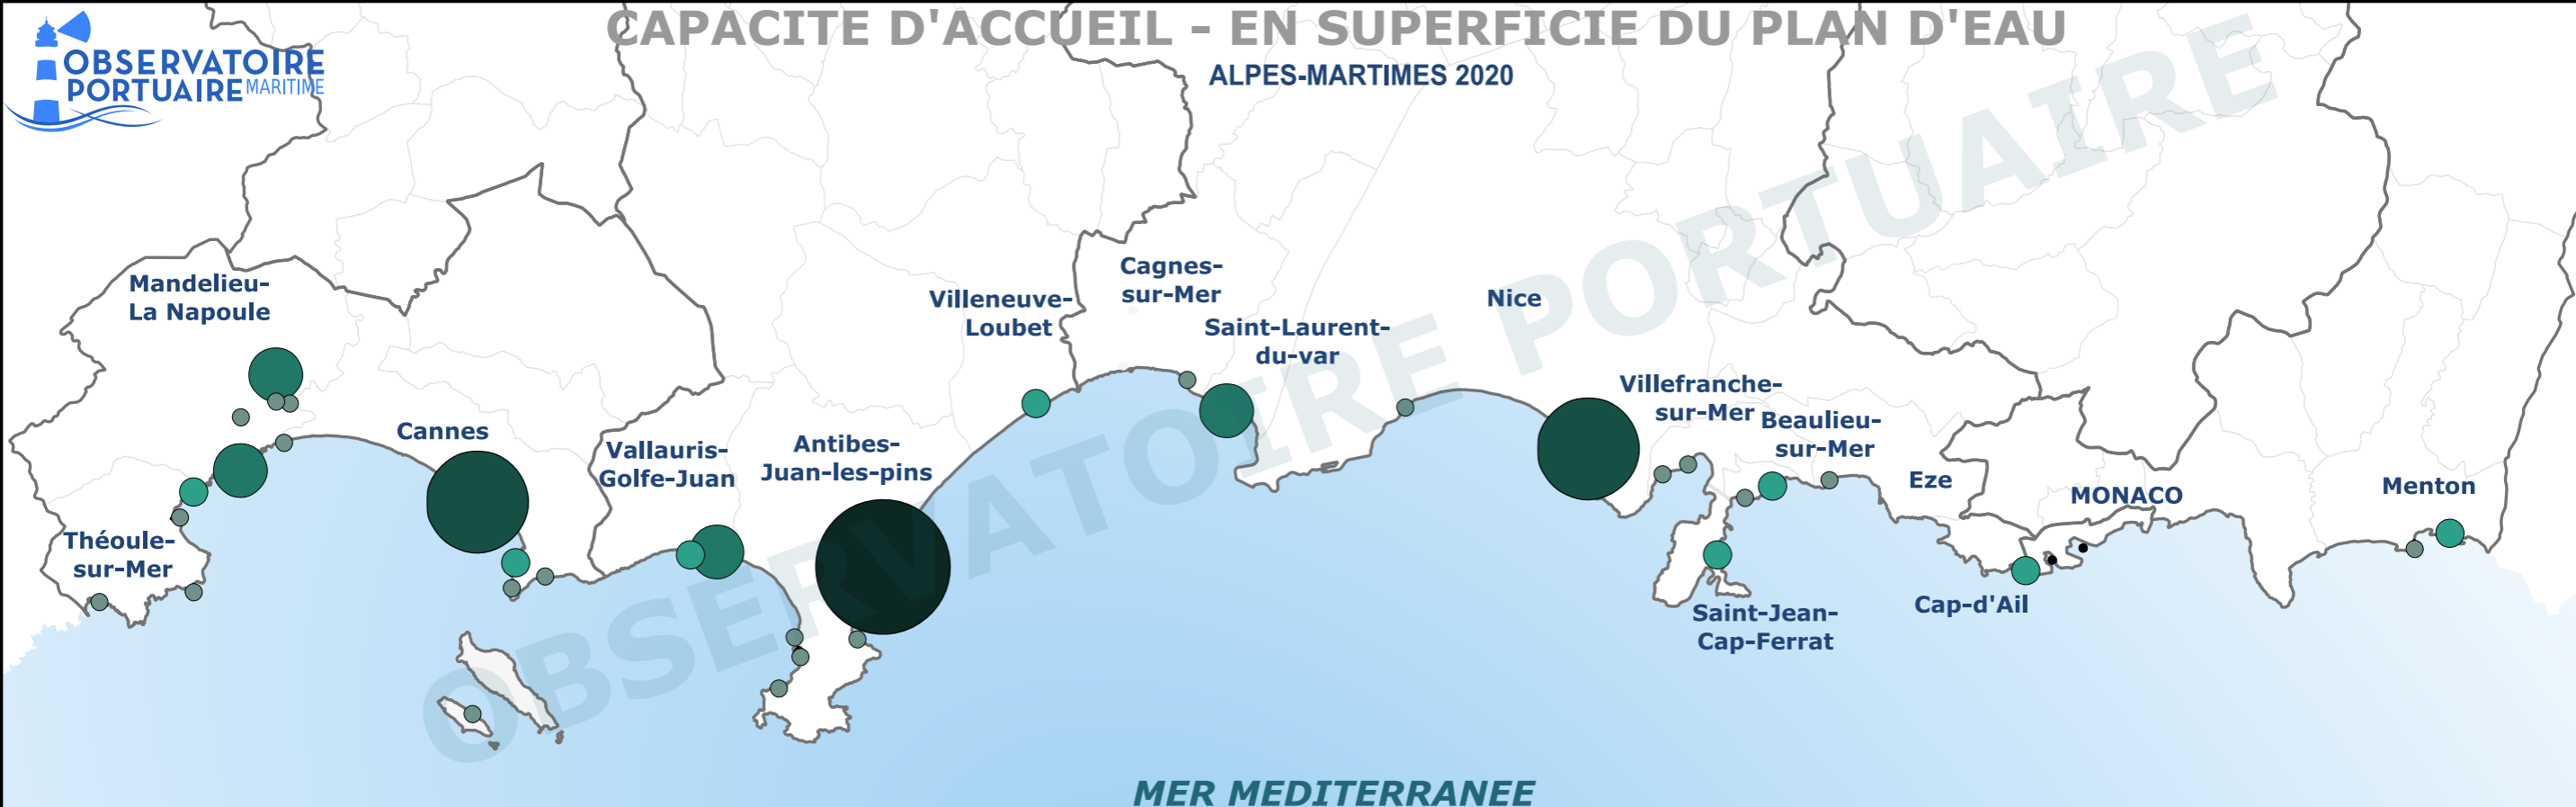 CAPACITE D'ACCUEIL - EN SUPERFICIE DU PLAN D'EAU
ALPES-MARTIMES 2020
OBSERVATOIRE
PORTUAIRE MARITIME
Mandelieu-
La Napoule
Théoule-
sur-Mer
Cannes
Vallauris-
Golfe-Juan
Antibes-
Juan-les-pins
Villeneuve-
Loubet
Cagnes-
sur-Mer
Saint-Laurent-
du-var
Nice
Villefranche-
sur-Mer
Beaulieu-
sur-Mer
Saint-Jean-
Cap-Ferrat
Eze
Cap-d'Ail
MONACO
Menton
MER MEDITERRANEE
OBSERVATOIRE PORTUAIRE